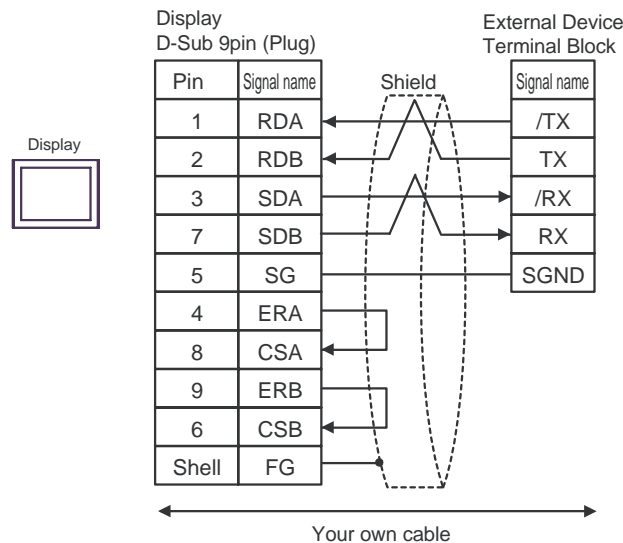 Display
D-Sub 9pin (Plug)
External Device
Terminal Block
Pin Signal name Shield Signal name
1 RDA /TX
2 RDB TX
3 SDA /RX
7 SDB RX
5 SG SGND
4 ERA
8 CSA
9 ERB
6 CSB
Shell FG
Display
Your own cable